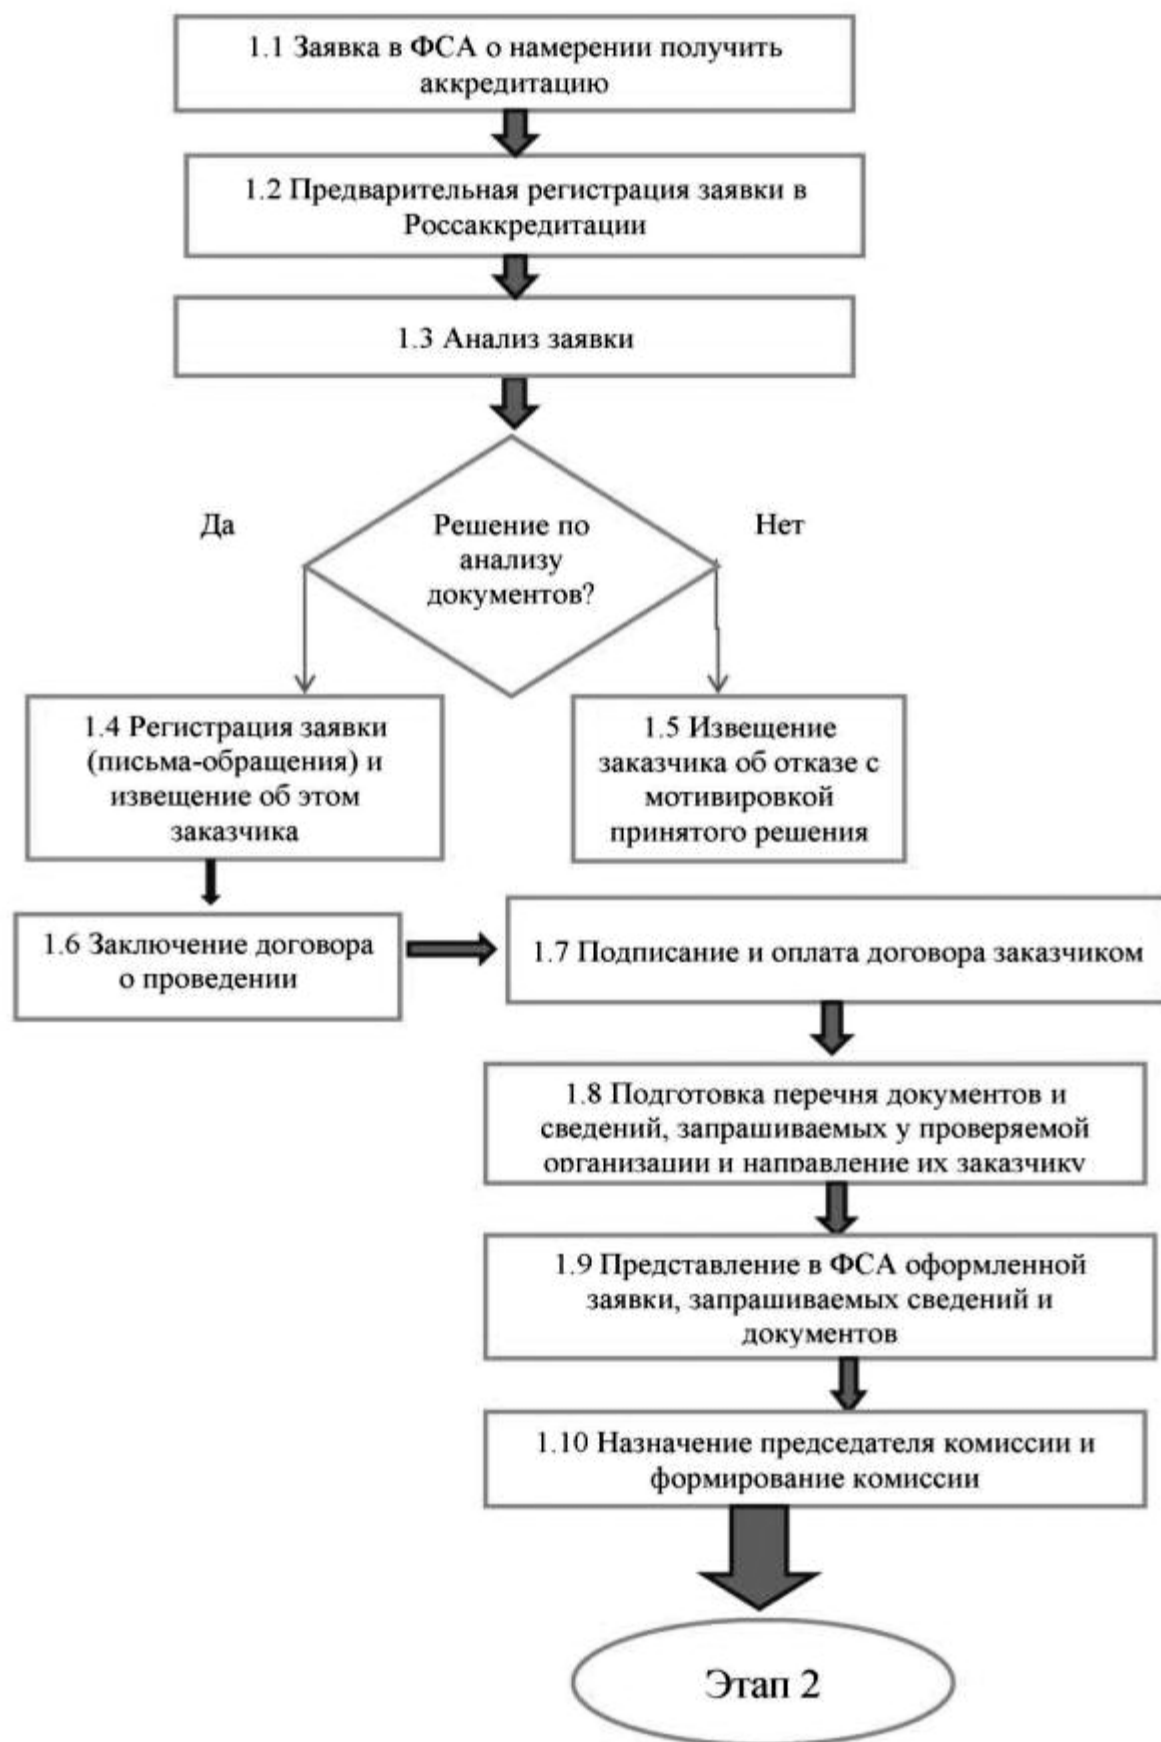 1.1 Заявка в ФСА о намерении получить
аккредитацию
1.2 Предварительная регистрация заявки в
Россаккредитации
1.3 Анализ заявки
Да
Решение по
анализу
документов?
Нет
1.4 Регистрация заявки
(письма-обращения) и
извещение об этом
заказчика
1.5 Извещение
заказчика об отказе с
мотивировкой
принятого решения
1.6 Заключение договора
о проведении
1.7 Подписание и оплата договора заказчиком
1.8 Подготовка перечня документов и
сведений, запрашиваемых у проверяемой
организации и направление их заказчику
1.9 Представление в ФСА оформленной
заявки, запрашиваемых сведений и
документов
1.10 Назначение председателя комиссии и
формирование комиссии
Этап 2